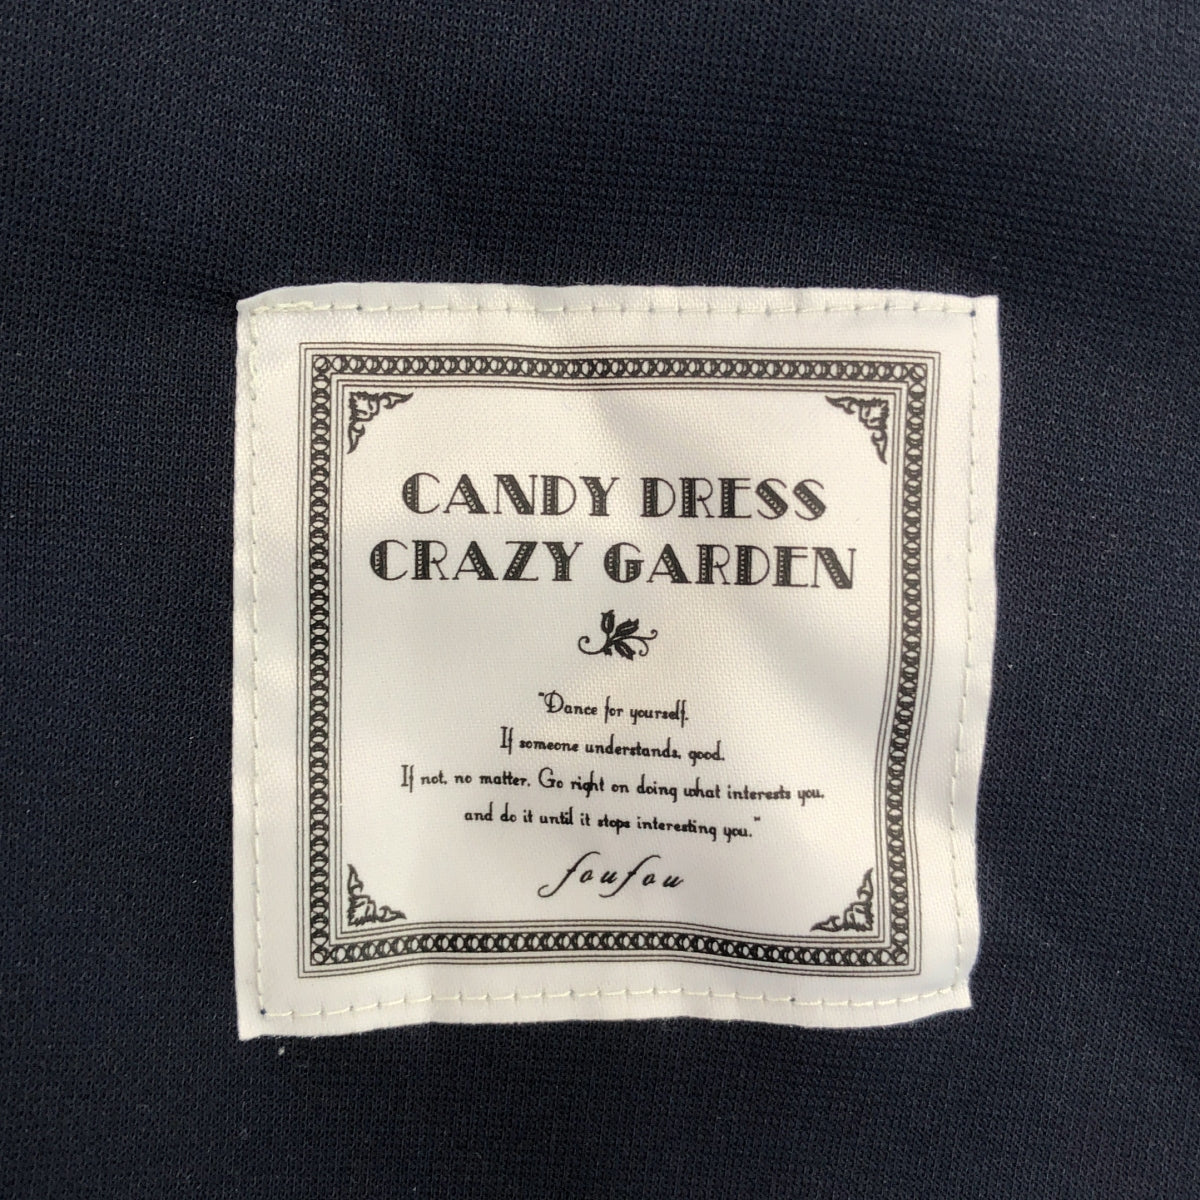 CANDY DRESS
CRAZY GARDEN
"Dance for yourself.
If someone understands, good.
If not, no matter. Go right on doing what interests you,
and do it until it stops interesting you."
foufou